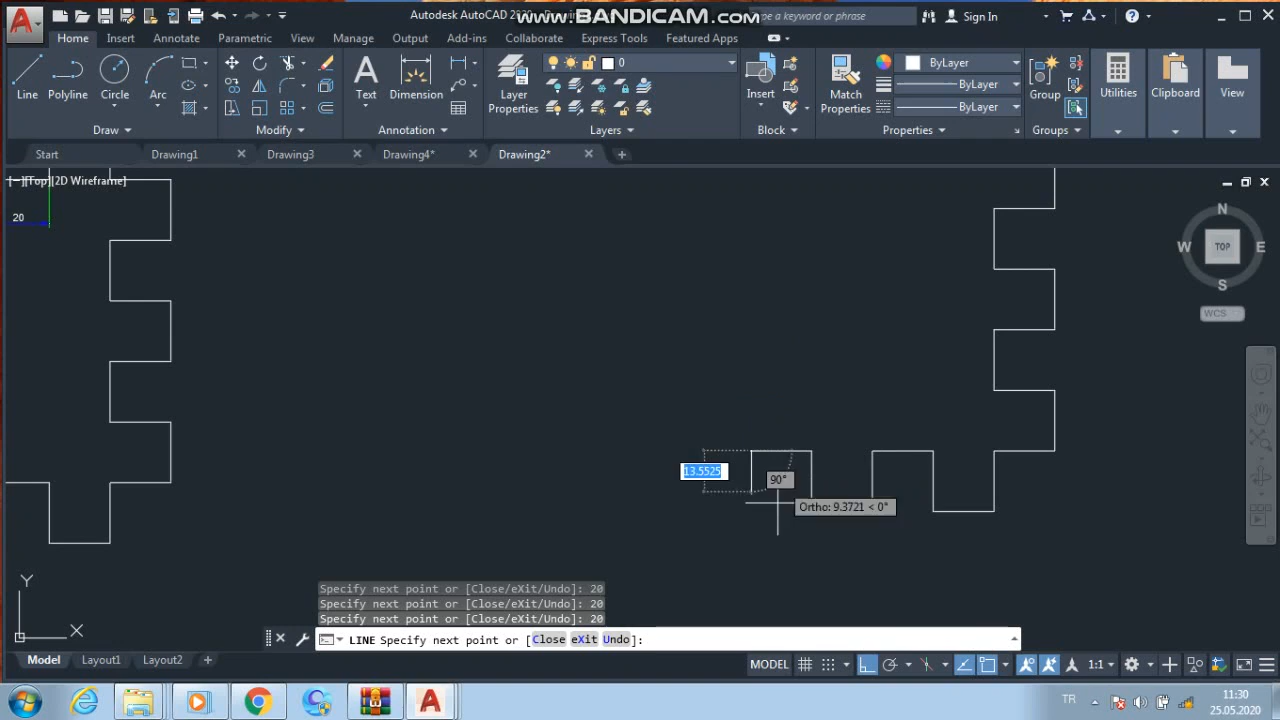 Autodesk AutoCAD 2
www.BANDICAM.com
e a keyword or phrase
Sign In
Home Insert Annotate Parametric View Manage Output Add-ins Collaborate Express Tools Featured Apps
Line Polyline Circle Arc Text Dimension Layer Properties 0 Insert Match Properties ByLayer ByLayer ByLayer Group Utilities Clipboard View
Draw Modify Annotation Layers Block Properties Groups
Start Drawing1 Drawing3 Drawing4* Drewing2*
[−][Top][2D Wireframe]
20
N
W TOP E
S
WCS
13.5525
90°
Ortho: 9.3721 < 0°
Y
X
Specify next point or [Close/eXit/Undo]: 20
Specify next point or [Close/eXit/Undo]: 20
Specify next point or [Close/eXit/Undo]: 20
LINE Specify next point or [Close eXit Undo]:
Model Layout1 Layout2 +
MODEL 1:1
TR
11:30
25.05.2020